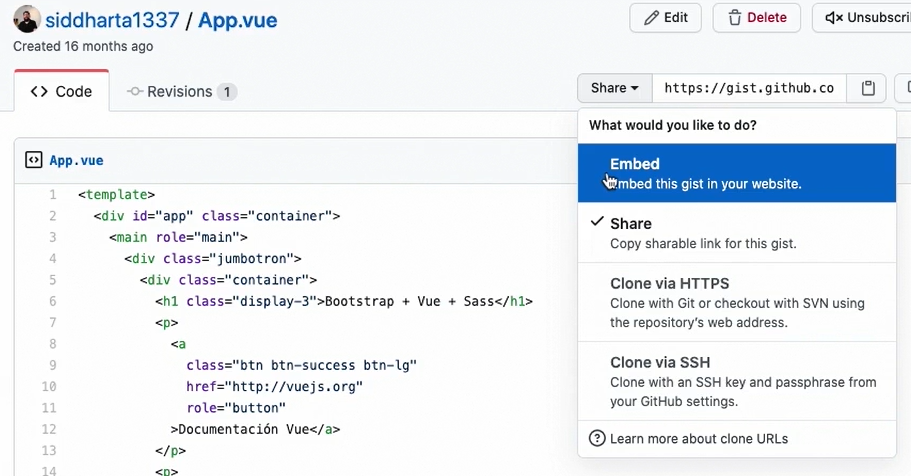 siddharta1337 / App.vue
Edit
Delete
Created 16 months ago
Code
Revisions 1
Share
https://gist.github.co
What would you like to do?
Embed
Embed this gist in your website.
Share
Copy sharable link for this gist.
Clone via HTTPS
Clone with Git or checkout with SVN using
the repository's web address.
Clone via SSH
Clone with an SSH key and passphrase from
your GitHub settings.
Learn more about clone URLs
App.vue
1 <template>
2 <div id="app" class="container">
3 <main role="main">
4 <div class="jumbotron">
5 <div class="container">
6 <h1 class="display-3">Bootstrap + Vue + Sass</h1>
7 <p>
8 <a
9 class="btn btn-success btn-lg"
10 href="http://vuejs.org"
11 role="button"
12 >Documentación Vue</a>
13 </p>
14 <p>